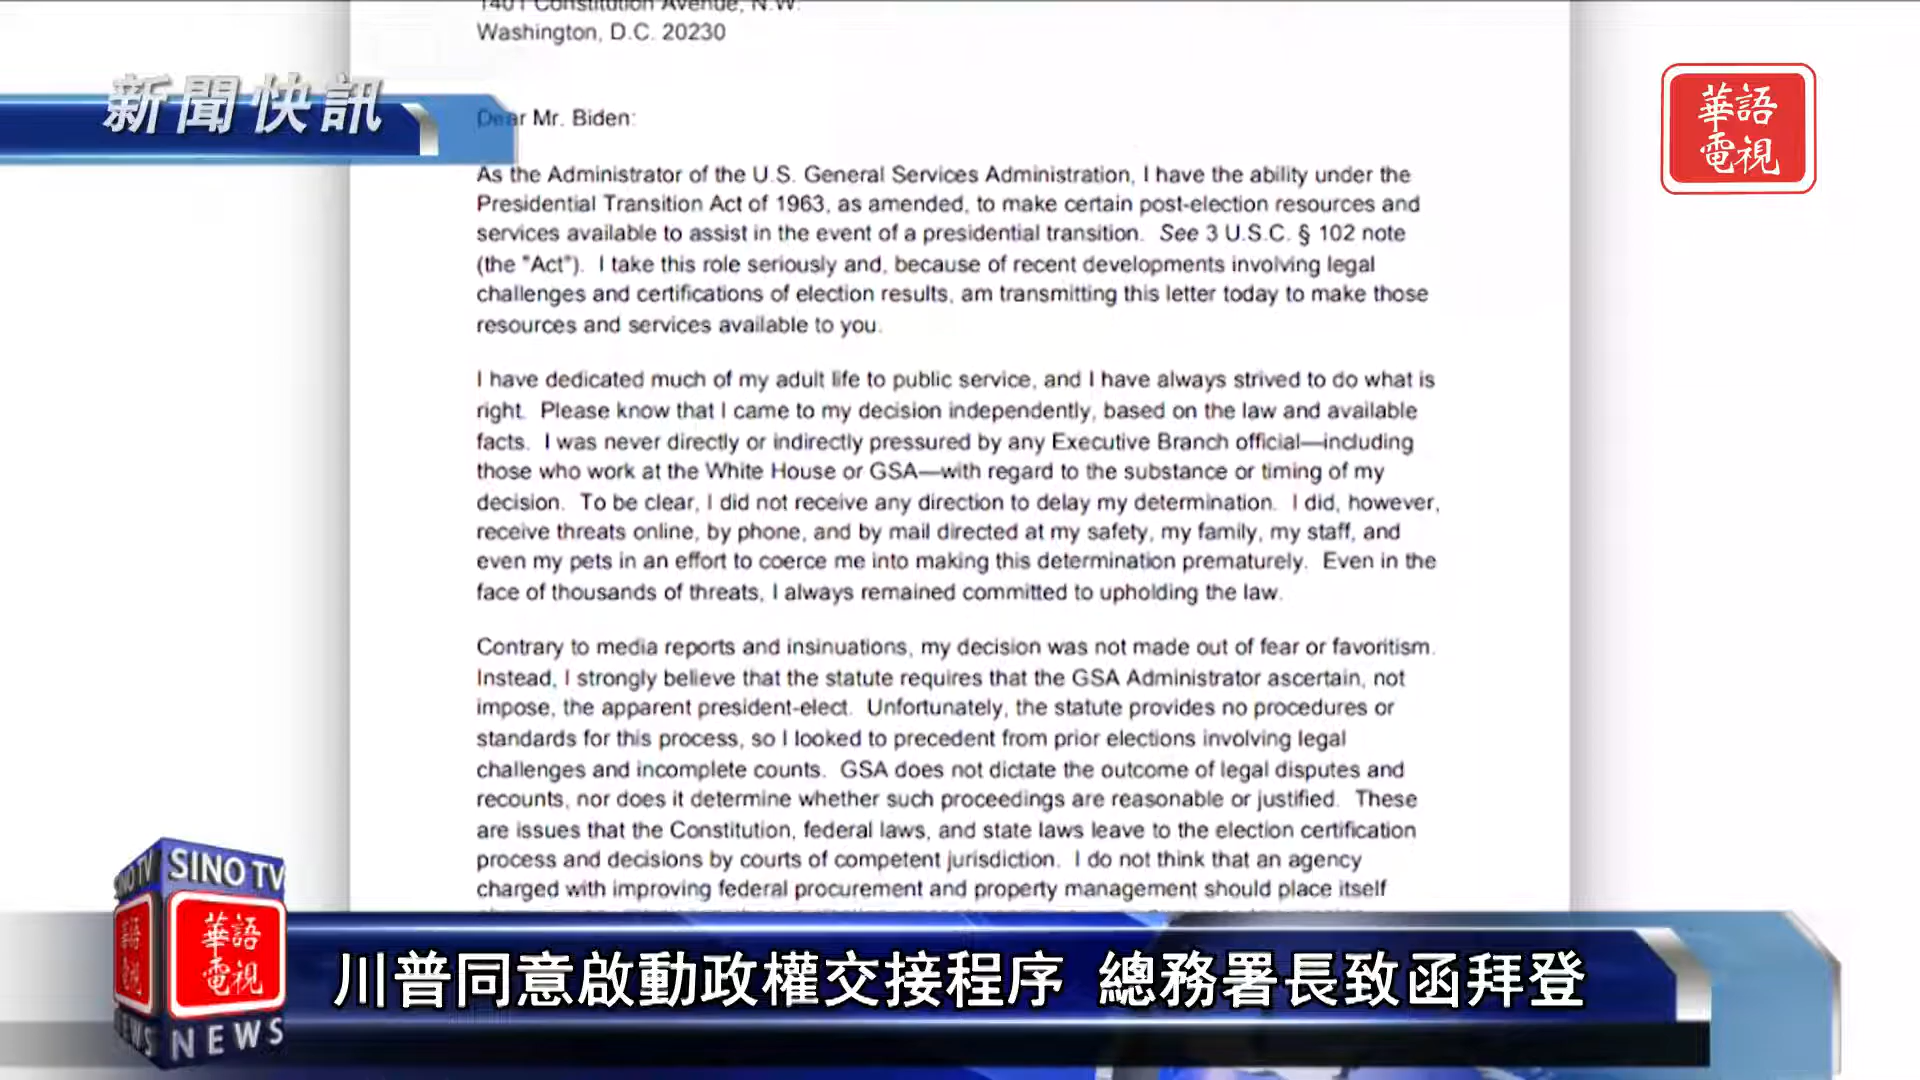 1401 Constitution Avenue, N.W.
Washington, D.C. 20230
新聞快訊
華語
電視
Dear Mr. Biden:
As the Administrator of the U.S. General Services Administration, I have the ability under the
Presidential Transition Act of 1963, as amended, to make certain post-election resources and
services available to assist in the event of a presidential transition. See 3 U.S.C. § 102 note
(the "Act"). I take this role seriously and, because of recent developments involving legal
challenges and certifications of election results, am transmitting this letter today to make those
resources and services available to you.
I have dedicated much of my adult life to public service, and I have always strived to do what is
right. Please know that I came to my decision independently, based on the law and available
facts. I was never directly or indirectly pressured by any Executive Branch official—including
those who work at the White House or GSA—with regard to the substance or timing of my
decision. To be clear, I did not receive any direction to delay my determination. I did, however,
receive threats online, by phone, and by mail directed at my safety, my family, my staff, and
even my pets in an effort to coerce me into making this determination prematurely. Even in the
face of thousands of threats, I always remained committed to upholding the law.
Contrary to media reports and insinuations, my decision was not made out of fear or favoritism.
Instead, I strongly believe that the statute requires that the GSA Administrator ascertain, not
impose, the apparent president-elect. Unfortunately, the statute provides no procedures or
standards for this process, so I looked to precedent from prior elections involving legal
challenges and incomplete counts. GSA does not dictate the outcome of legal disputes and
recounts, nor does it determine whether such proceedings are reasonable or justified. These
are issues that the Constitution, federal laws, and state laws leave to the election certification
process and decisions by courts of competent jurisdiction. I do not think that an agency
charged with improving federal procurement and property management should place itself
SINO TV
SINO TV
華語
電視
華語
電視
NEWS
NEWS
川普同意啟動政權交接程序 總務署長致函拜登